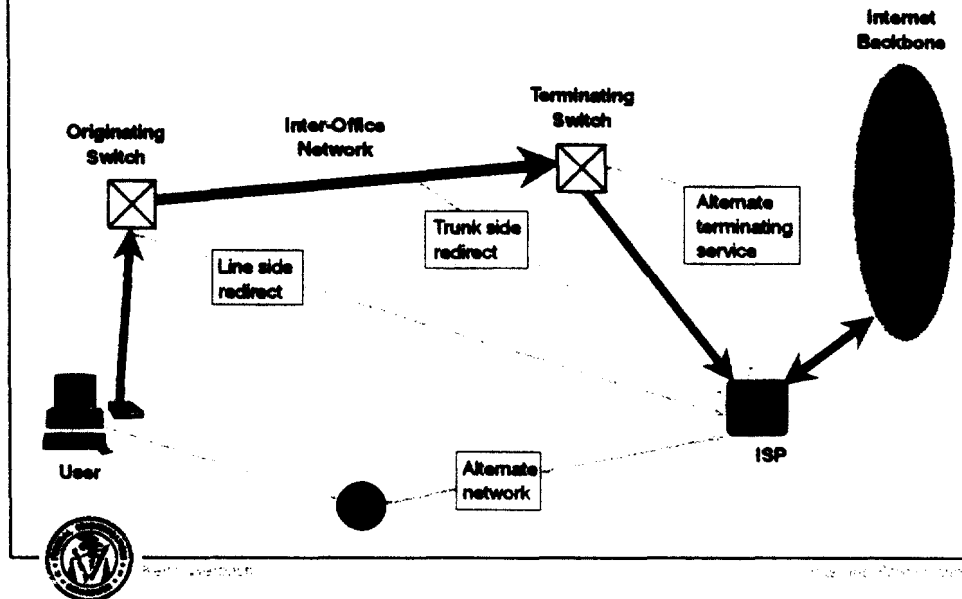 Internet
Backbone
Terminating
Switch
Inter-Office
Network
Originating
Switch
Alternate
terminating
service
Trunk side
redirect
Line side
redirect
User
ISP
Alternate
network